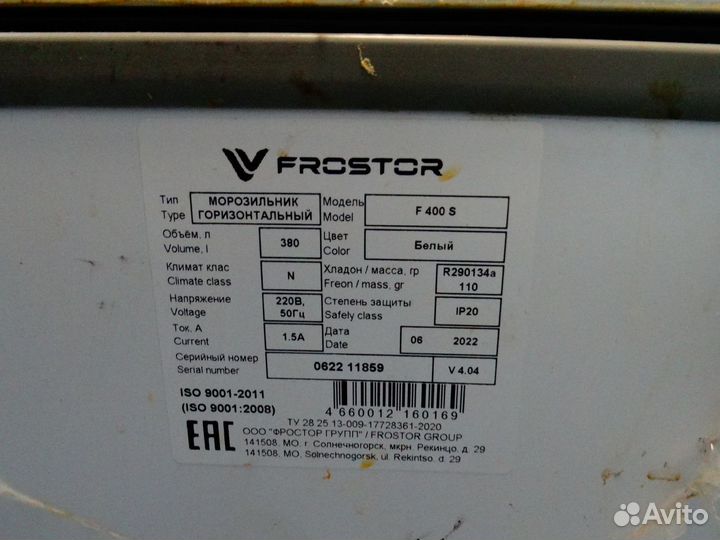 FROSTOR
Тип МОРОЗИЛЬНИК Модель F 400 S
Type ГОРИЗОНТАЛЬНЫЙ Model
Объём, л 380 Цвет Белый
Volume, l Color
Климат клас N Хладон / масса, гр R290134a
Climate class Freon / mass, gr 110
Напряжение 220В, Степень защиты IP20
Voltage 50Гц Safely class
Ток. А 1.5А Дата 06 2022
Current Date
Серийный номер 0622 11859 V 4.04
Serial number
ISO 9001-2011
(ISO 9001:2008)
4 660012 160169
ТУ 28 25 13-009-17728361-2020
ЕАС ООО "ФРОСТОР ГРУПП" / FROSTOR GROUP
141508. МО. г. Солнечногорск, мкрн. Рекинцо, д. 29
141508. MO. Solnechnogorsk, ul. Rekintso. d. 29
Avito